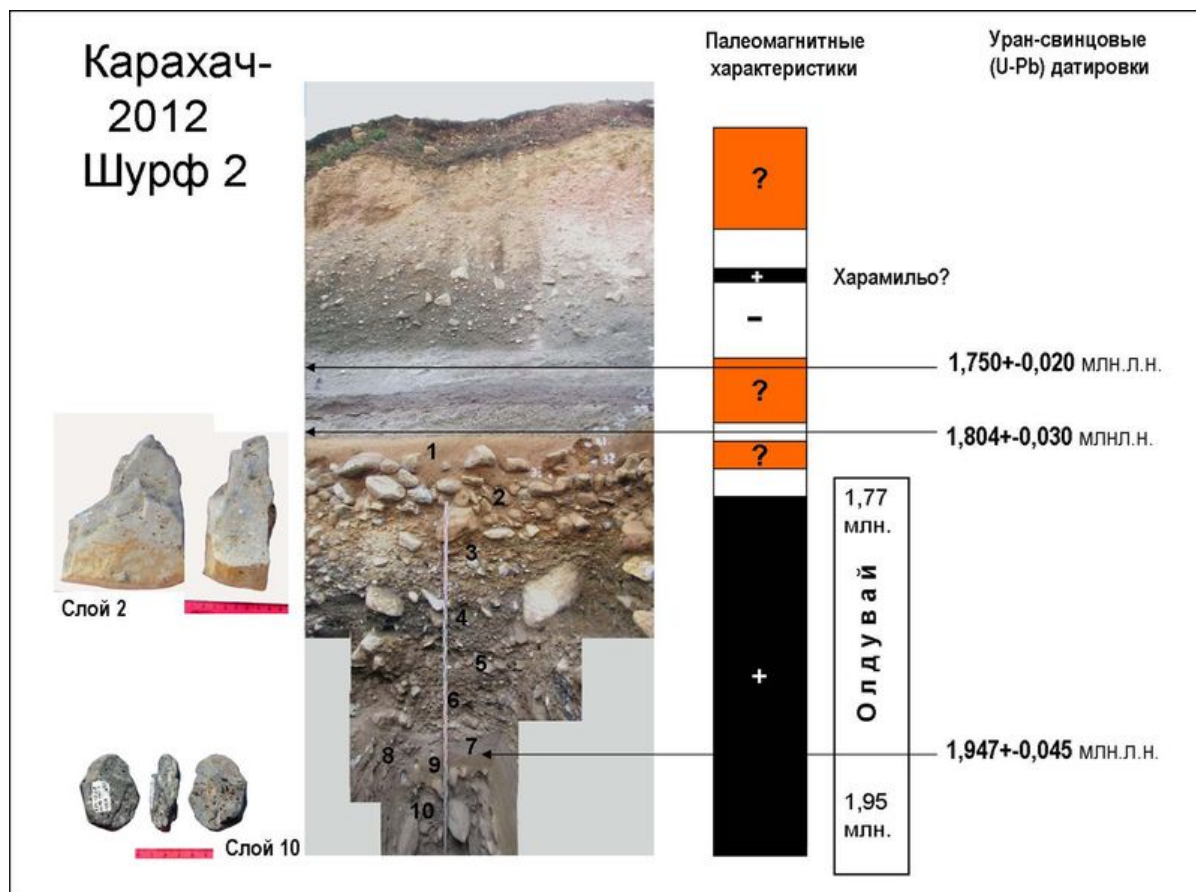 Карахач-
2012
Шурф 2
Палеомагнитные
характеристики
Уран-свинцовые
(U-Pb) датировки
?
+
Харамильо?
-
1,750+-0,020 млн.л.н.
?
1,804+-0,030 млнл.н.
?
1
2
3
4
5
6
7
8
9
10
Слой 2
1,77
млн.
Олдувай
+
1,947+-0,045 млн.л.н.
1,95
млн.
Слой 10